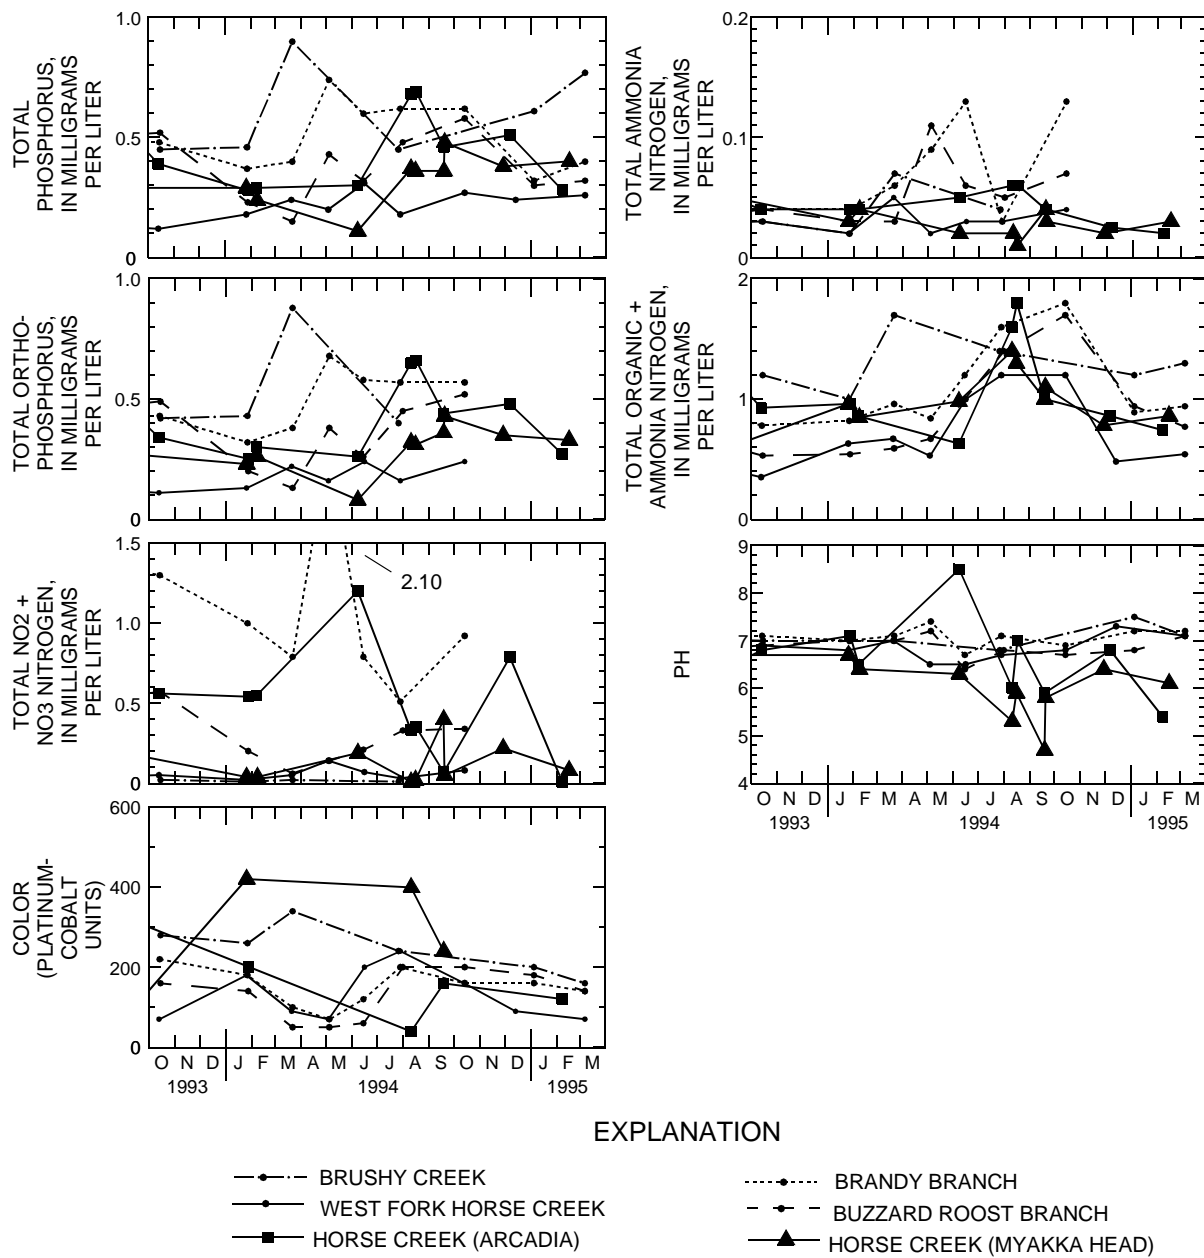 TOTAL
PHOSPHORUS,
IN MILLIGRAMS
PER LITER
1.0
0.5
0
TOTAL AMMONIA
NITROGEN,
IN MILLIGRAMS
PER LITER
0.2
0.1
0
TOTAL ORTHO-
PHOSPHORUS,
IN MILLIGRAMS
PER LITER
1.0
0.5
0
TOTAL ORGANIC +
AMMONIA NITROGEN,
IN MILLIGRAMS
PER LITER
2
1
0
TOTAL NO2 +
NO3 NITROGEN,
IN MILLIGRAMS
PER LITER
1.5
1.0
0.5
0
2.10
PH
9
8
7
6
5
4
O N D J F M A M J J A S O N D J F M
1993 1994 1995
COLOR
(PLATINUM-
COBALT
UNITS)
600
400
200
0
O N D J F M A M J J A S O N D J F M
1993 1994 1995
EXPLANATION
BRUSHY CREEK
WEST FORK HORSE CREEK
HORSE CREEK (ARCADIA)
BRANDY BRANCH
BUZZARD ROOST BRANCH
HORSE CREEK (MYAKKA HEAD)